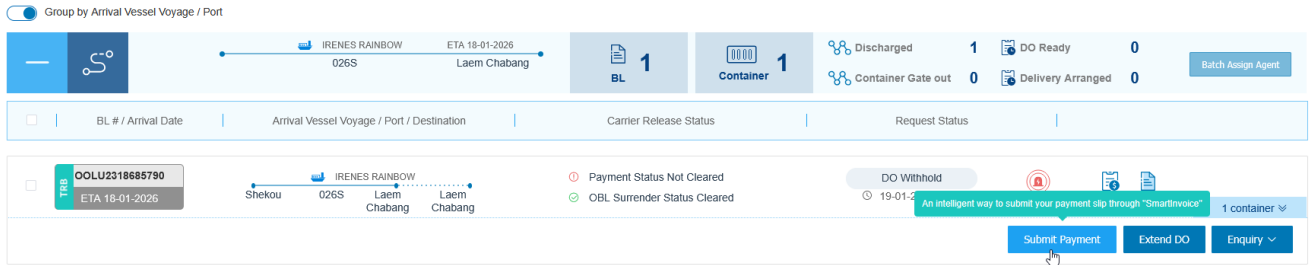 Group by Arrival Vessel Voyage / Port
IRENES RAINBOW ETA 18-01-2026
026S Laem Chabang
BL 1
Container 1
Discharged 1
DO Ready 0
Container Gate out 0
Delivery Arranged 0
Batch Assign Agent
BL # / Arrival Date
Arrival Vessel Voyage / Port / Destination
Carrier Release Status
Request Status
TRB
OOLU2318685790
ETA 18-01-2026
IRENES RAINBOW
Shekou 026S Laem Chabang Laem Chabang
Payment Status Not Cleared
OBL Surrender Status Cleared
DO Withhold
19-01-2
An intelligent way to submit your payment slip through "SmartInvoice"
1 container
Submit Payment
Extend DO
Enquiry